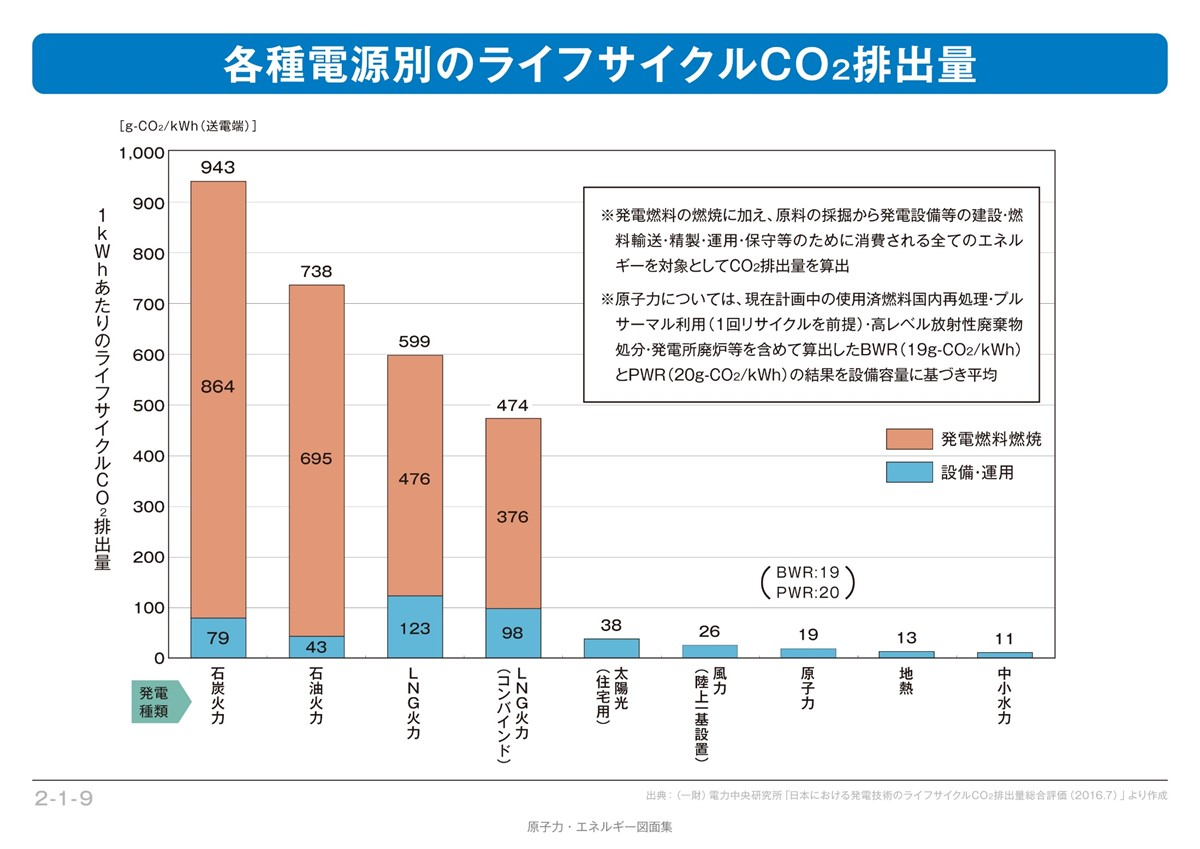 各種電源別のライフサイクルCO₂排出量
[g-CO₂/kWh(送電端)]
1kWhあたりのライフサイクルCO₂排出量
1,000
900
800
700
600
500
400
300
200
100
0
943
864
79
738
695
43
599
476
123
474
376
98
38
26
(BWR:19
PWR:20)
19
13
11
※発電燃料の燃焼に加え、原料の採掘から発電設備等の建設・燃
料輸送・精製・運用・保守等のために消費される全てのエネル
ギーを対象としてCO₂排出量を算出
※原子力については、現在計画中の使用済燃料国内再処理・プル
サーマル利用(1回リサイクルを前提)・高レベル放射性廃棄物
処分・発電所廃炉等を含めて算出したBWR(19g-CO₂/kWh)
とPWR(20g-CO₂/kWh)の結果を設備容量に基づき平均
発電燃料燃焼
設備・運用
発電
種類
石炭火力
石油火力
LNG火力
LNG火力
(コンバインド)
太陽光
(住宅用)
風力
(陸上一基設置)
原子力
地熱
中小水力
2-1-9
出典:(一財)電力中央研究所「日本における発電技術のライフサイクルCO₂排出量総合評価(2016.7)」より作成
原子力・エネルギー図面集